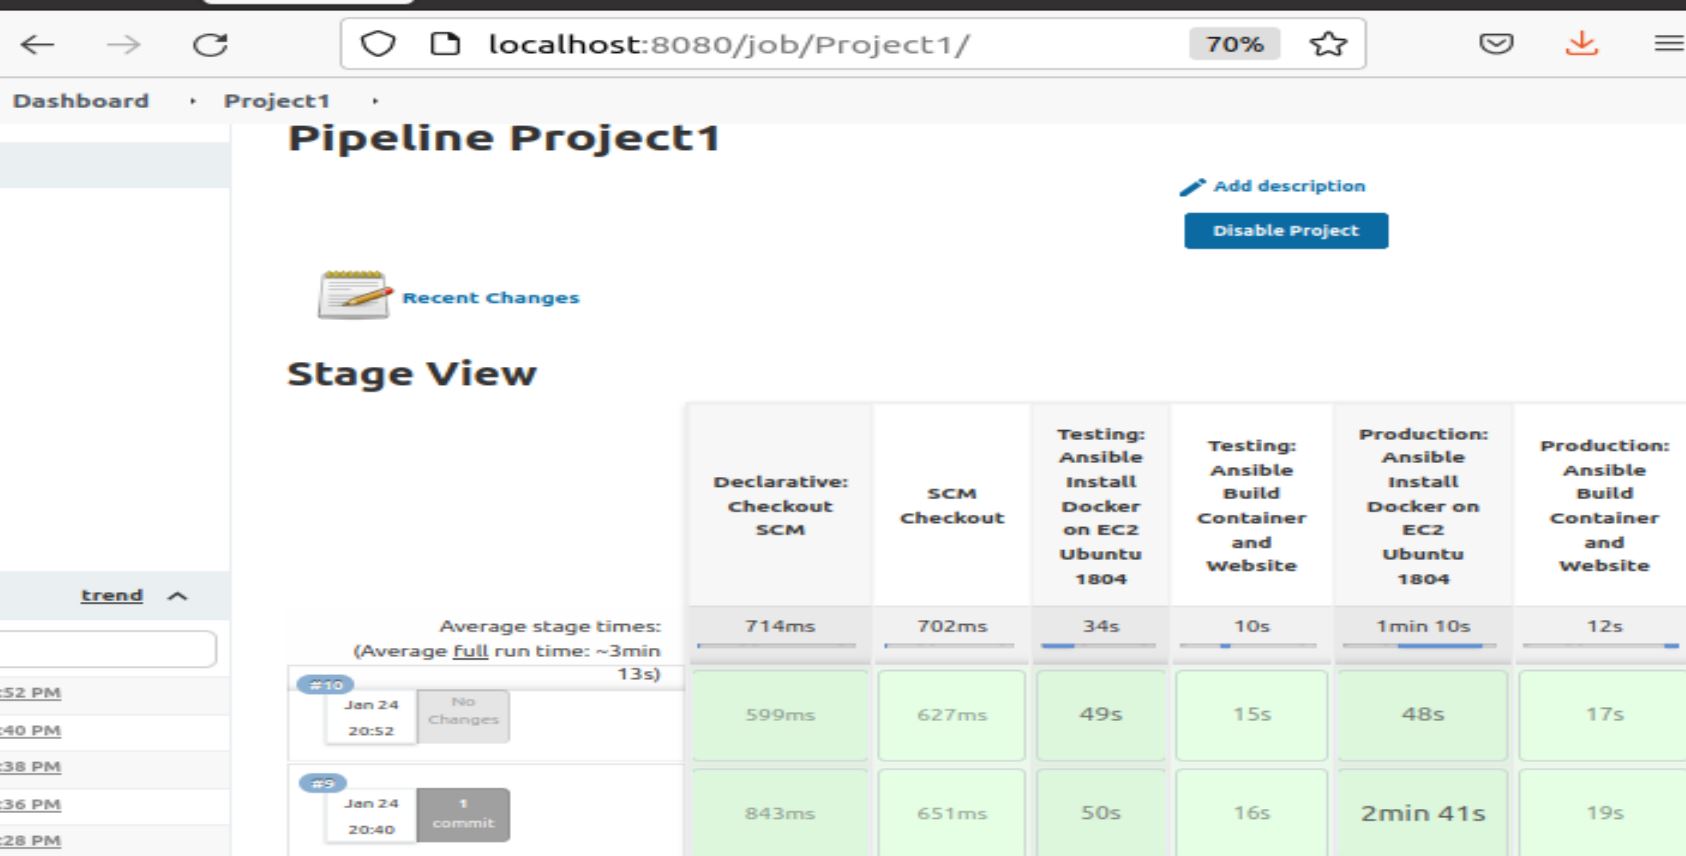 localhost:8080/job/Project1/
70%
Dashboard
Project1
Pipeline Project1
Add description
Disable Project
Recent Changes
Stage View
Declarative:
Checkout
SCM
SCM
Checkout
Testing:
Ansible
Install
Docker
on EC2
Ubuntu
1804
Testing:
Ansible
Build
Container
and
Website
Production:
Ansible
Install
Docker on
EC2
Ubuntu
1804
Production:
Ansible
Build
Container
and
Website
trend
Average stage times:
(Average full run time: ~3min
13s)
714ms
702ms
34s
10s
1min 10s
12s
:52 PM
:40 PM
:38 PM
:36 PM
:28 PM
#10
Jan 24
20:52
No
Changes
599ms
627ms
49s
15s
48s
17s
#9
Jan 24
20:40
1
commit
843ms
651ms
50s
16s
2min 41s
19s